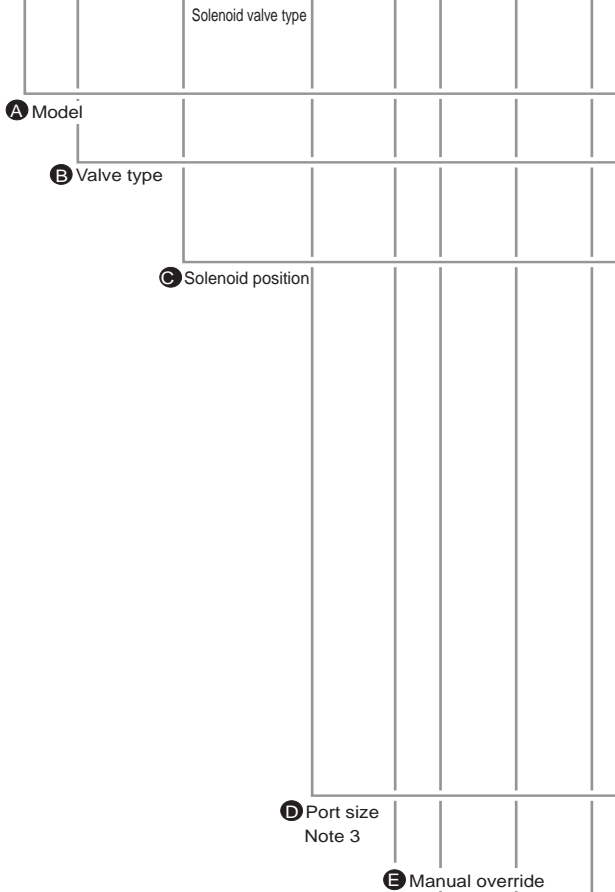 Solenoid valve type
A Model
B Valve type
C Solenoid position
D Port size
Note 3
E Manual override